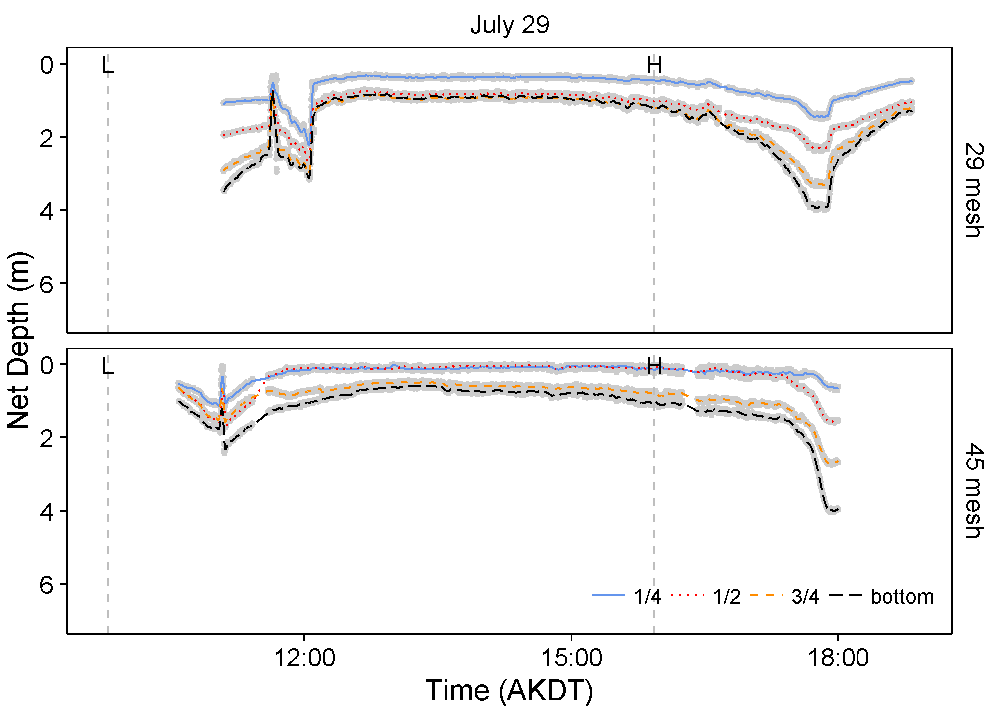 July 29
L H
0
2
4
6
29 mesh
Net Depth (m)
L H
0
2
4
6
45 mesh
1/4 1/2 3/4 bottom
12:00 15:00 18:00
Time (AKDT)